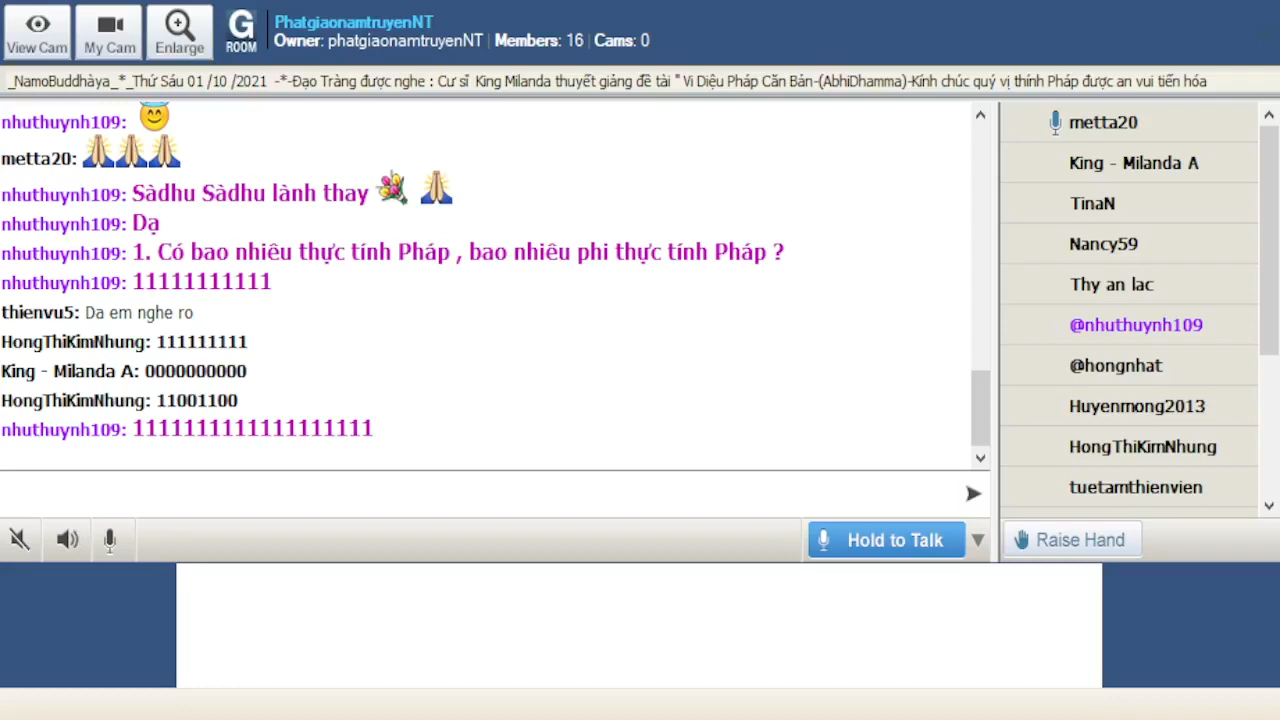 View Cam
My Cam
Enlarge
G
ROOM
PhatgiaonamtruyenNT
Owner: phatgiaonamtruyenNT | Members: 16 | Cams: 0
_NamoBuddhàya_*_Thứ Sáu 01 /10 /2021 -*-Đạo Tràng được nghe : Cư sĩ King Milanda thuyết giảng đề tài " Vi Diệu Pháp Căn Bản-(AbhiDhamma)-Kính chúc quý vị thính Pháp được an vui tiến hóa
nhuthuynh109:
metta20:
nhuthuynh109: Sàdhu Sàdhu lành thay
nhuthuynh109: Dạ
nhuthuynh109: 1. Có bao nhiêu thực tính Pháp , bao nhiêu phi thực tính Pháp ?
nhuthuynh109: 11111111111
thienvu5: Da em nghe ro
HongThiKimNhung: 111111111
King - Milanda A: 0000000000
HongThiKimNhung: 11001100
nhuthuynh109: 1111111111111111111
metta20
King - Milanda A
TinaN
Nancy59
Thy an lac
@nhuthuynh109
@hongnhat
Huyenmong2013
HongThiKimNhung
tuetamthienvien
Hold to Talk
Raise Hand